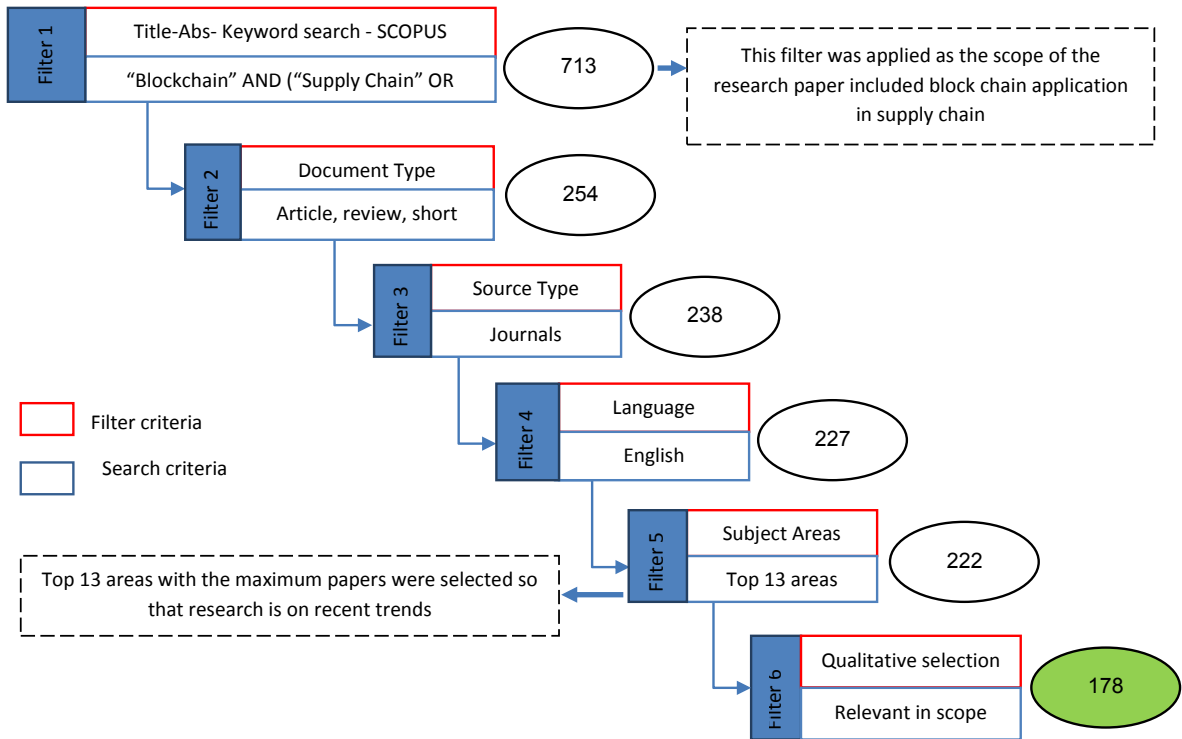 Filter 1
Title-Abs- Keyword search - SCOPUS
“Blockchain” AND (“Supply Chain” OR
713
This filter was applied as the scope of the
research paper included block chain application
in supply chain
Filter 2
Document Type
Article, review, short
254
Filter 3
Source Type
Journals
238
Filter 4
Language
English
227
Filter criteria
Search criteria
Filter 5
Subject Areas
Top 13 areas
222
Top 13 areas with the maximum papers were selected so
that research is on recent trends
Filter 6
Qualitative selection
Relevant in scope
178